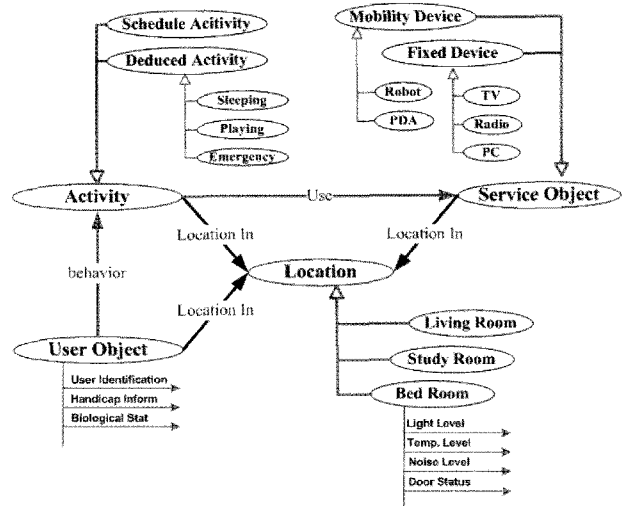 Schedule Acitivity
Mobility Device
Deduced Activity
Fixed Device
Sleeping
Robot
TV
Playing
PDA
Radio
Emergency
PC
Activity
Use
Service Object
Location In
Location In
behavior
Location
Location In
Living Room
User Object
Study Room
User Identification
Handicap Inform
Bed Room
Biological Stat
Light Level
Temp. Level
Noise Level
Door Status